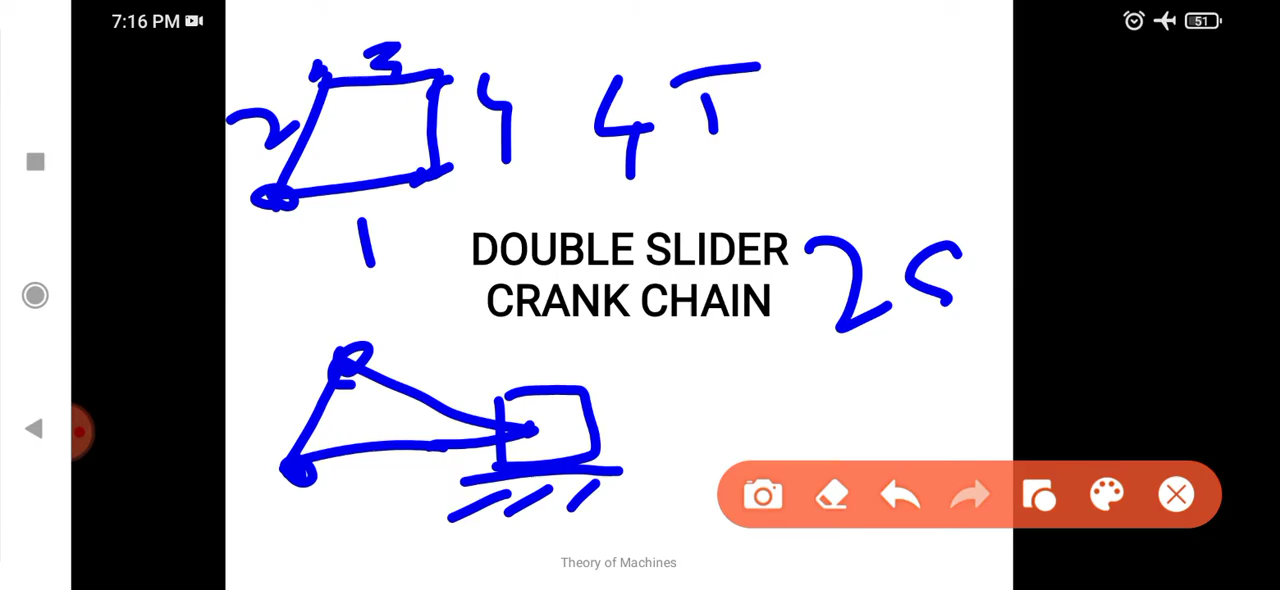 7:16 PM
51
3
2
4
4 T
1
DOUBLE SLIDER
CRANK CHAIN
2 S
Theory of Machines